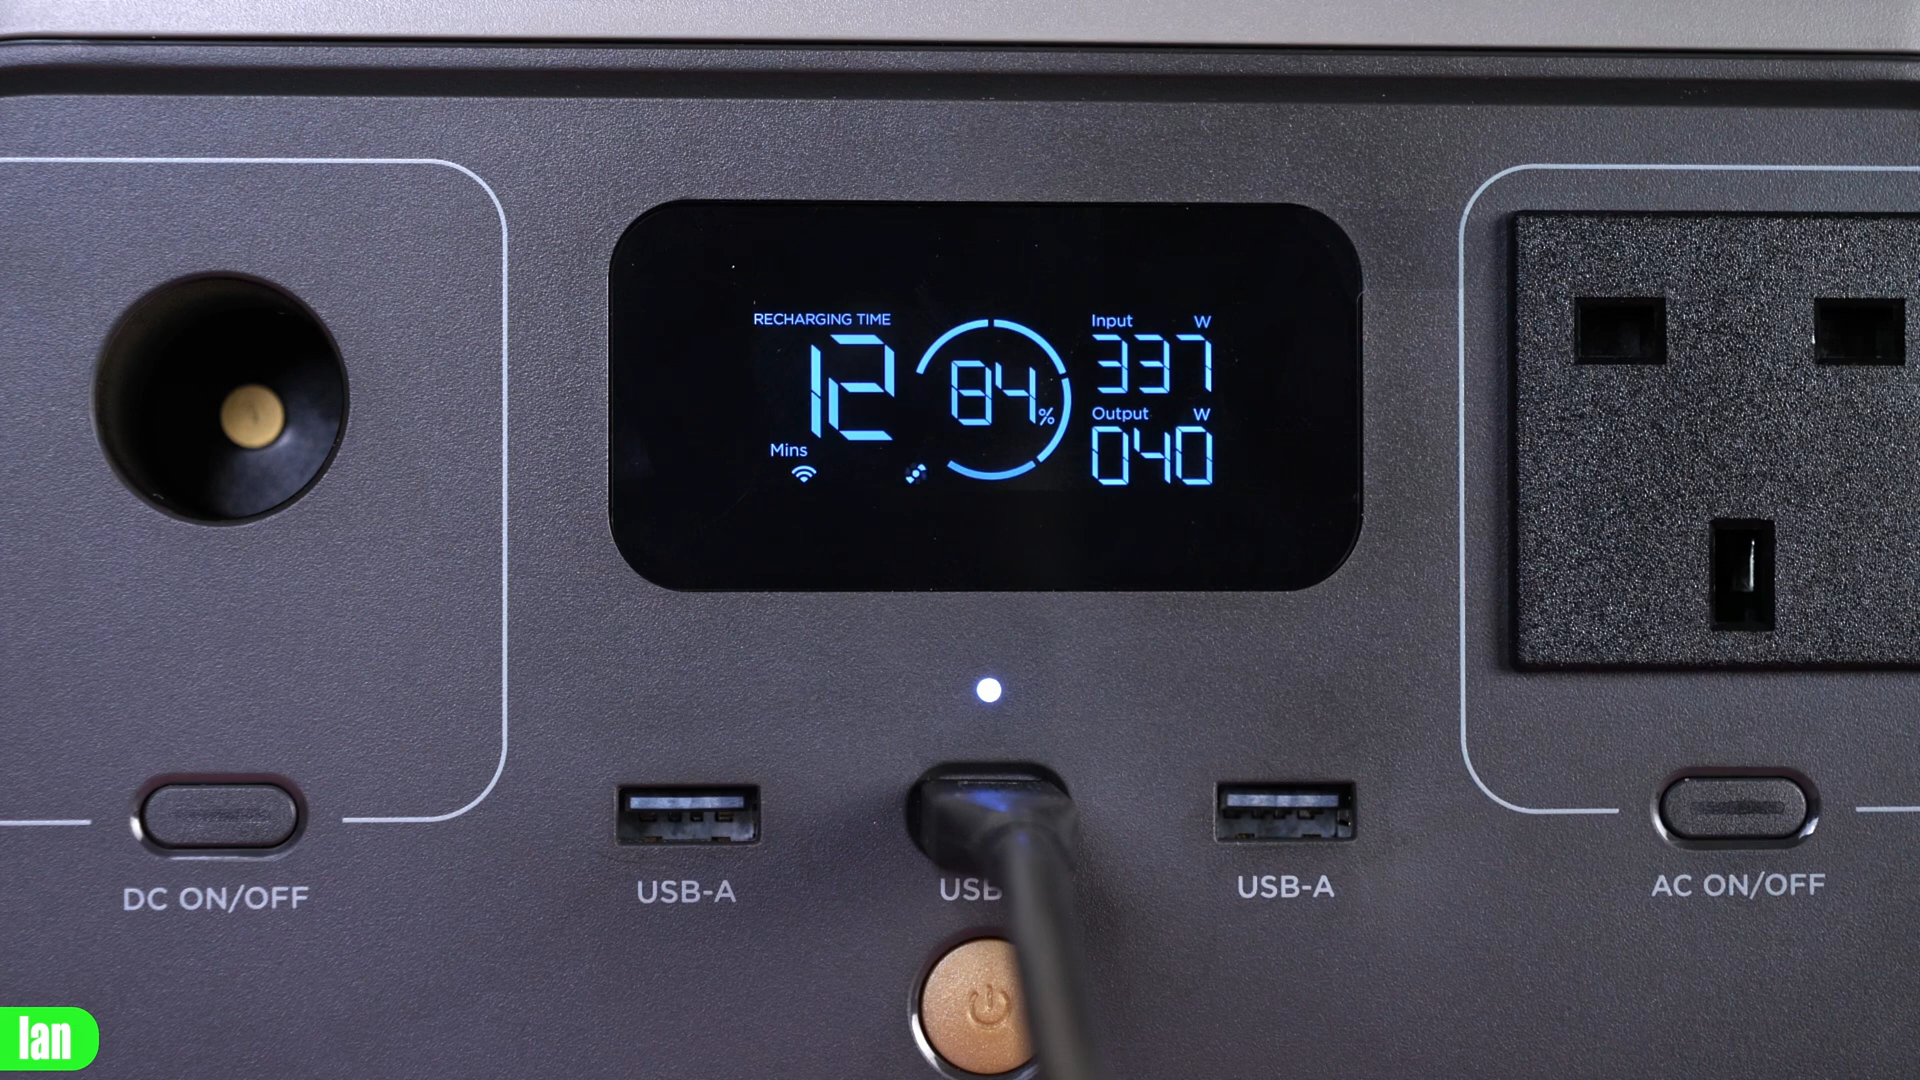 RECHARGING TIME
12
Mins
84%
Input W
337
Output W
040
DC ON/OFF
USB-A
USB
USB-A
AC ON/OFF
Ian